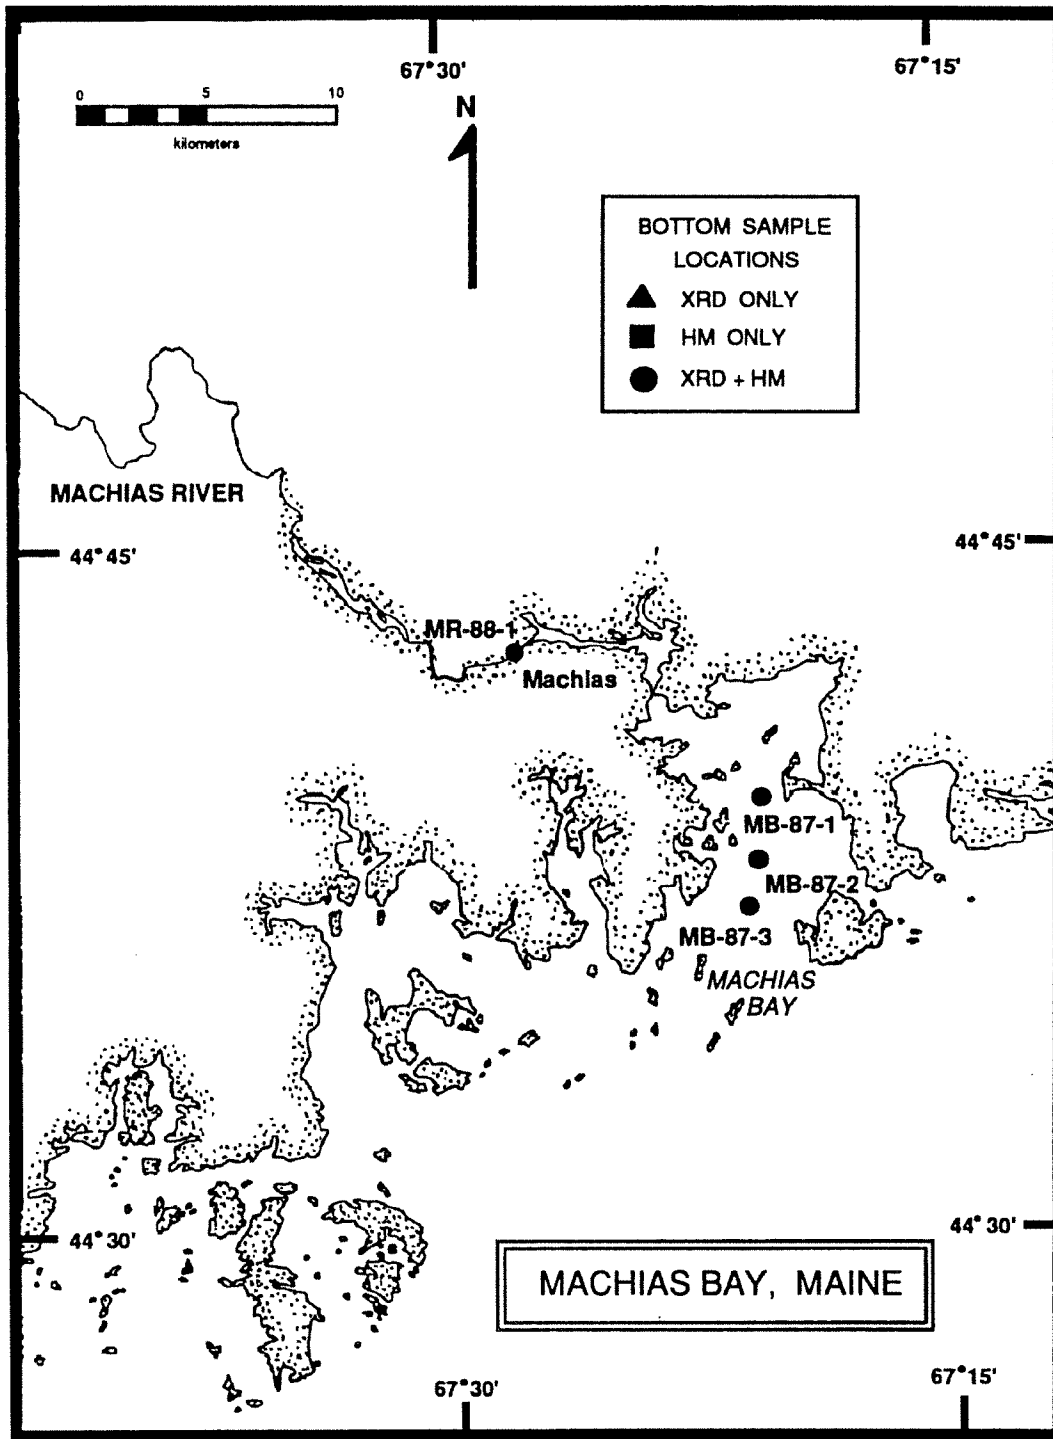 67°30'
67°15'
0 5 10
kilometers
N
BOTTOM SAMPLE
LOCATIONS
XRD ONLY
HM ONLY
XRD + HM
MACHIAS RIVER
44°45'
44°45'
MR-88-1
Machias
MB-87-1
MB-87-2
MB-87-3
MACHIAS
BAY
44°30'
44°30'
MACHIAS BAY, MAINE
67°30'
67°15'